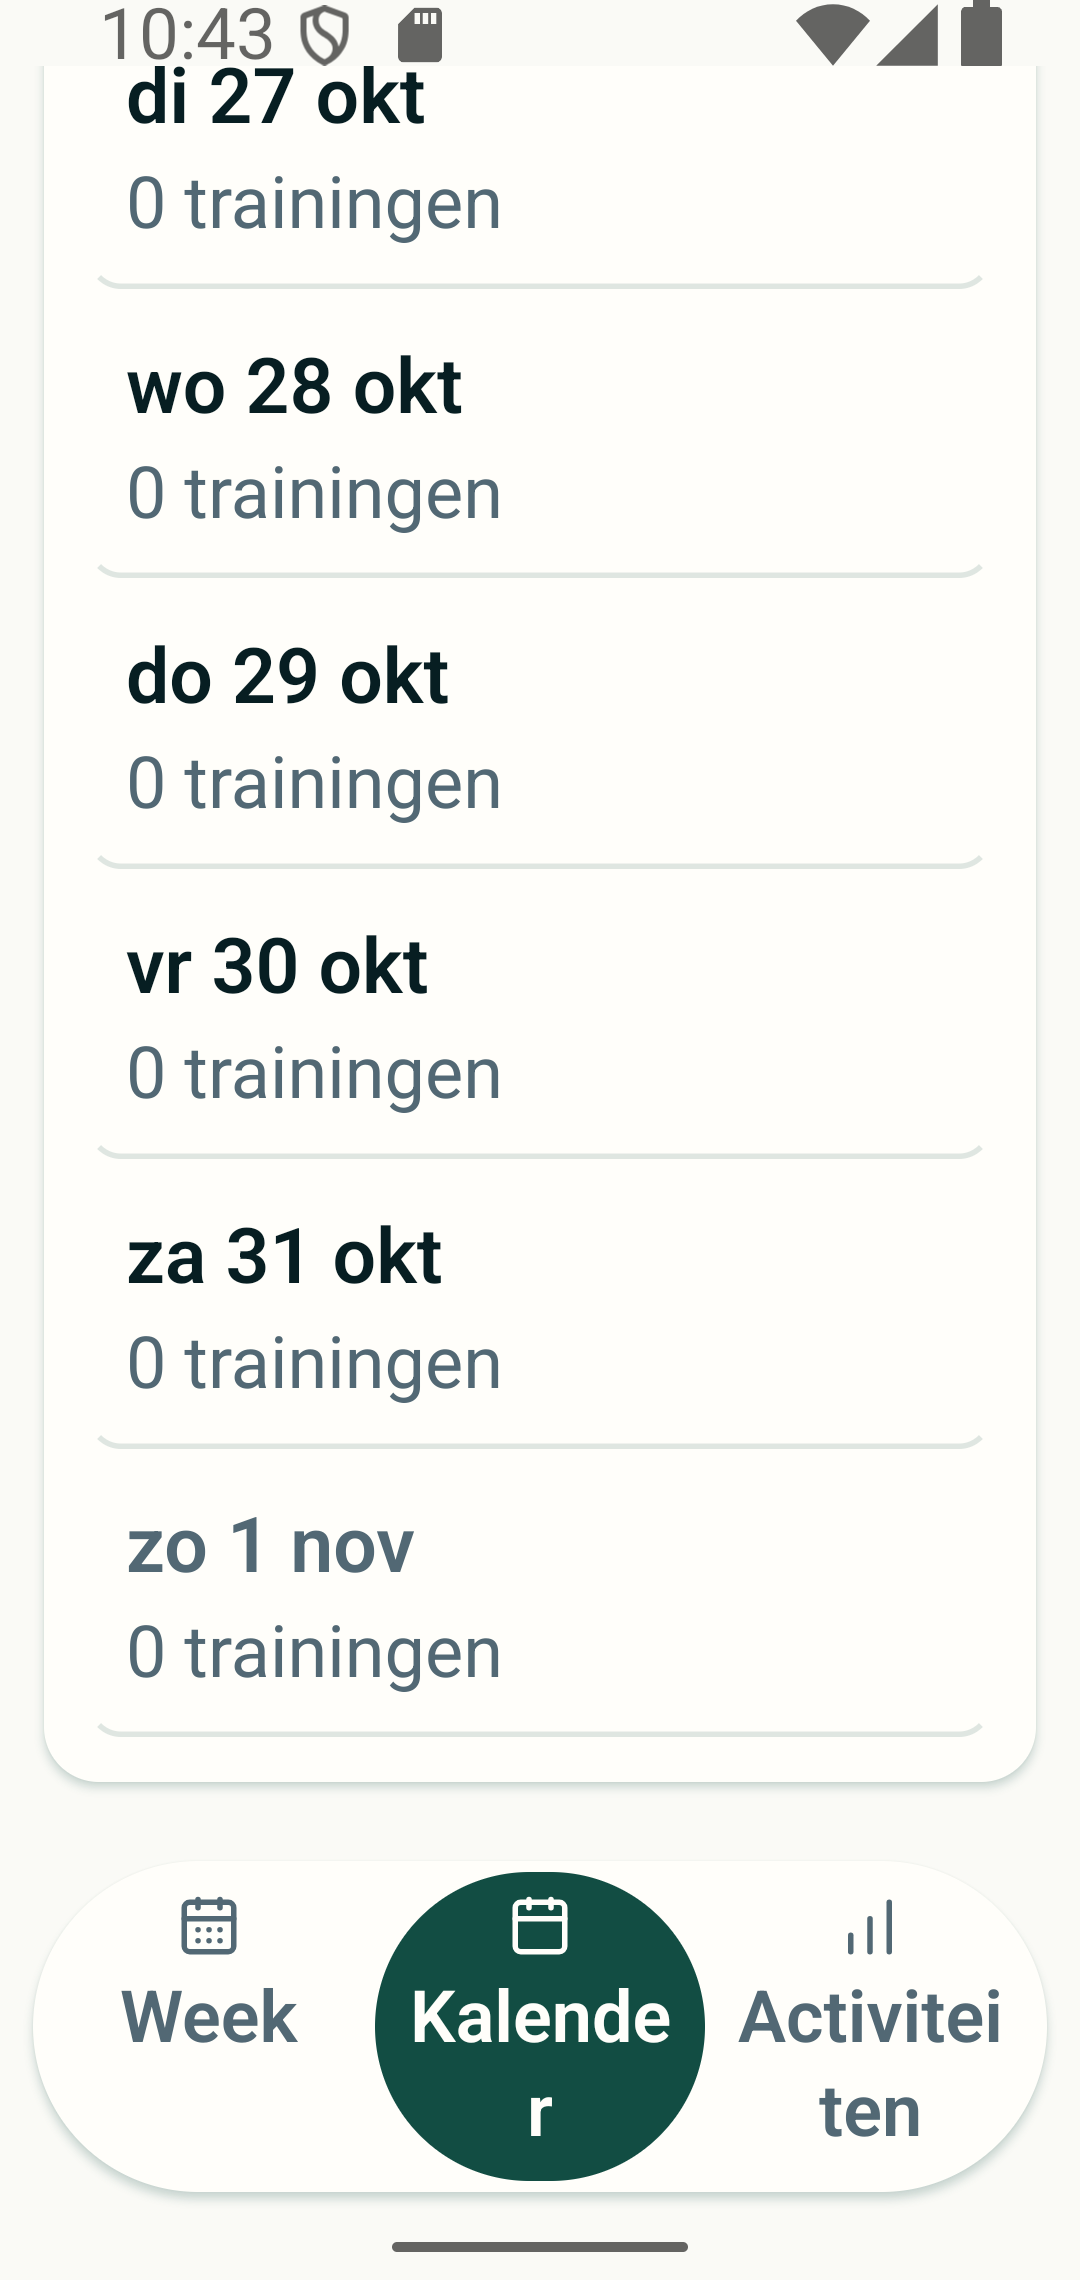 10:43
di 27 okt
0 trainingen
wo 28 okt
0 trainingen
do 29 okt
0 trainingen
vr 30 okt
0 trainingen
za 31 okt
0 trainingen
zo 1 nov
0 trainingen
Week
Kalende
r
Activitei
ten